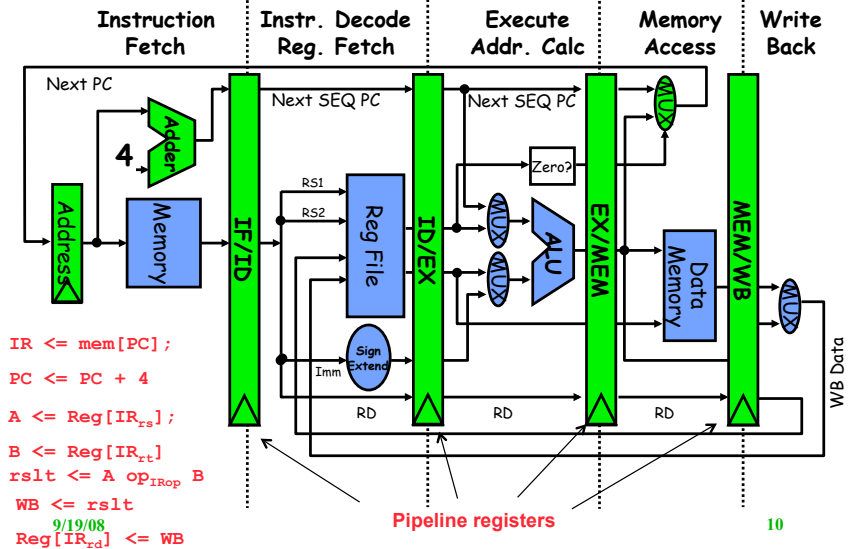 Instruction Fetch
Instr. Decode Reg. Fetch
Execute Addr. Calc
Memory Access
Write Back
Next PC
Next SEQ PC
Next SEQ PC
MUX
Adder
4
Zero?
RS1
RS2
Address
Memory
IF/ID
Reg File
ID/EX
MUX
MUX
ALU
EX/MEM
Data Memory
MEM/WB
MUX
Sign Extend
Imm
WB Data
RD
RD
RD
IR <= mem[PC];
PC <= PC + 4
A <= Reg[IRrs];
B <= Reg[IRrt]
rslt <= A opIRop B
WB <= rslt
Reg[IRrd] <= WB
Pipeline registers
9/19/08
10